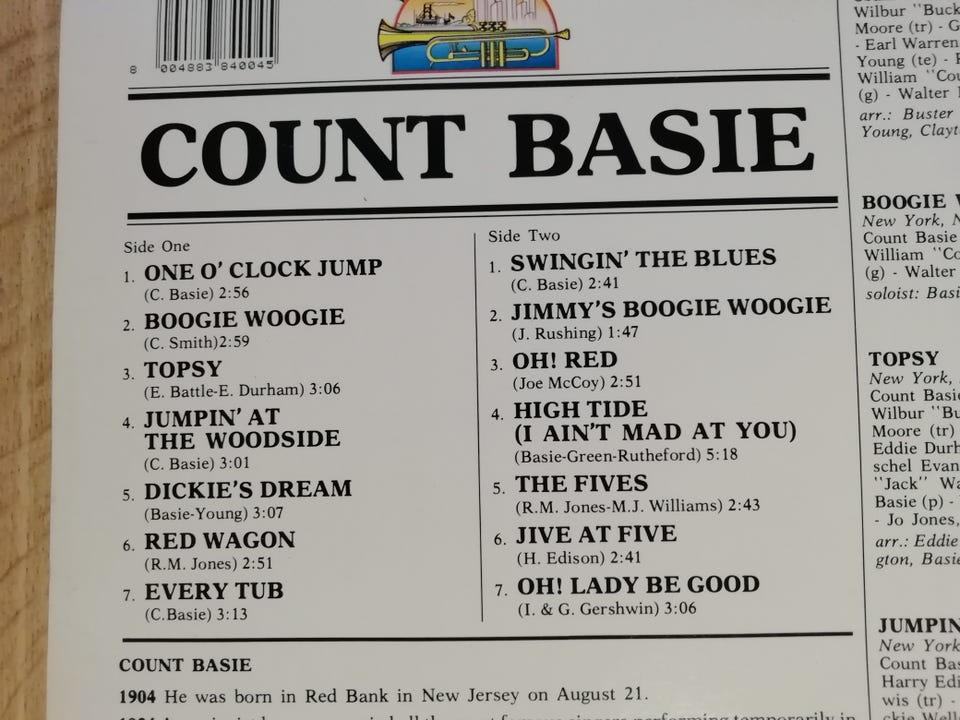 8 004883 840045
COUNT BASIE
Side One
1. ONE O' CLOCK JUMP
(C. Basie) 2:56
2. BOOGIE WOOGIE
(C. Smith)2:59
3. TOPSY
(E. Battle-E. Durham) 3:06
4. JUMPIN' AT
THE WOODSIDE
(C. Basie) 3:01
5. DICKIE'S DREAM
(Basie-Young) 3:07
6. RED WAGON
(R.M. Jones) 2:51
7. EVERY TUB
(C.Basie) 3:13
Side Two
1. SWINGIN' THE BLUES
(C. Basie) 2:41
2. JIMMY'S BOOGIE WOOGIE
(J. Rushing) 1:47
3. OH! RED
(Joe McCoy) 2:51
4. HIGH TIDE
(I AIN'T MAD AT YOU)
(Basie-Green-Rutheford) 5:18
5. THE FIVES
(R.M. Jones-M.J. Williams) 2:43
6. JIVE AT FIVE
(H. Edison) 2:41
7. OH! LADY BE GOOD
(I. & G. Gershwin) 3:06
COUNT BASIE
1904 He was born in Red Bank in New Jersey on August 21.
Wilbur "Buck
Moore (tr) - G
- Earl Warren
Young (te) -
William "Cou
(g) - Walter
arr.: Buster
Young, Clayt
BOOGIE
New York, N
Count Basie
William "Co
(g) - Walter
soloist: Basi
TOPSY
New York,
Count Basie
Wilbur "Bu
Moore (tr)
Eddie Durh
schel Evan
"Jack" Wa
Basie (p) -
- Jo Jones,
arr.: Eddie
gton, Basie
JUMPIN
New York
Count Bas
Harry Edi
wis (tr) -
ckie Well